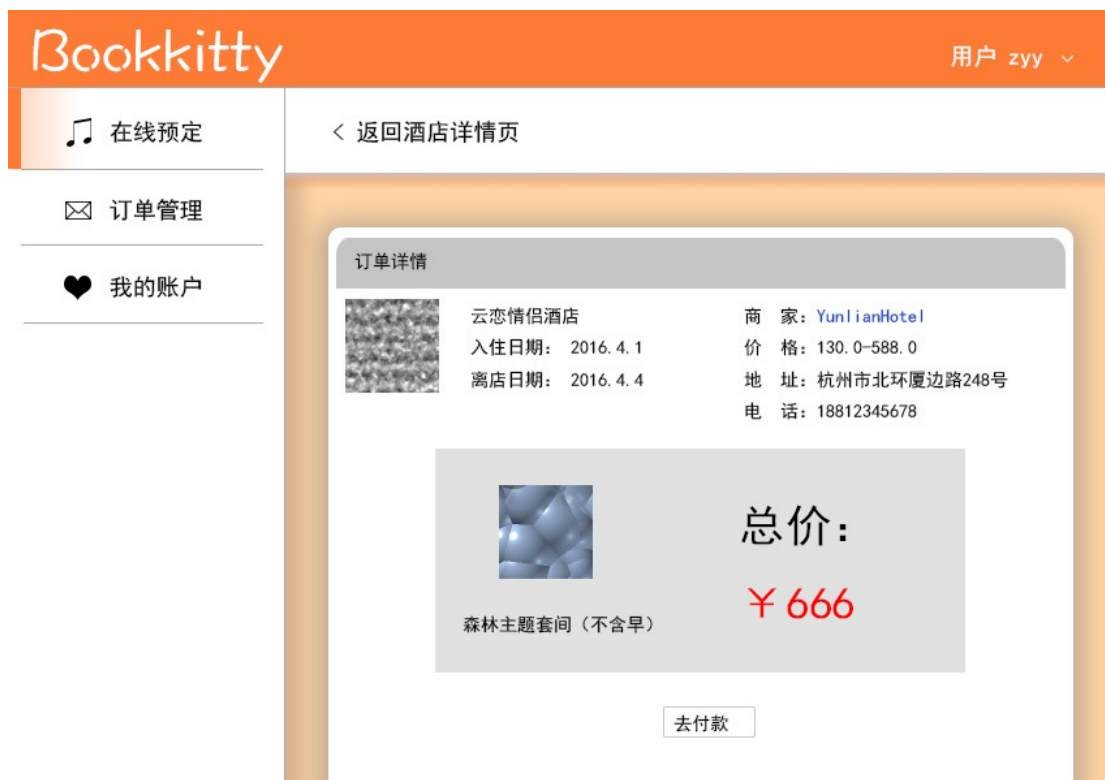 Bookkitty
用户 zyy
在线预定
订单管理
我的账户
< 返回酒店详情页
订单详情
云恋情侣酒店
入住日期: 2016.4.1
离店日期: 2016.4.4
商 家: YunlianHotel
价 格: 130.0-588.0
地 址: 杭州市北环厦边路248号
电 话: 18812345678
森林主题套间（不含早）
总价:
￥666
去付款